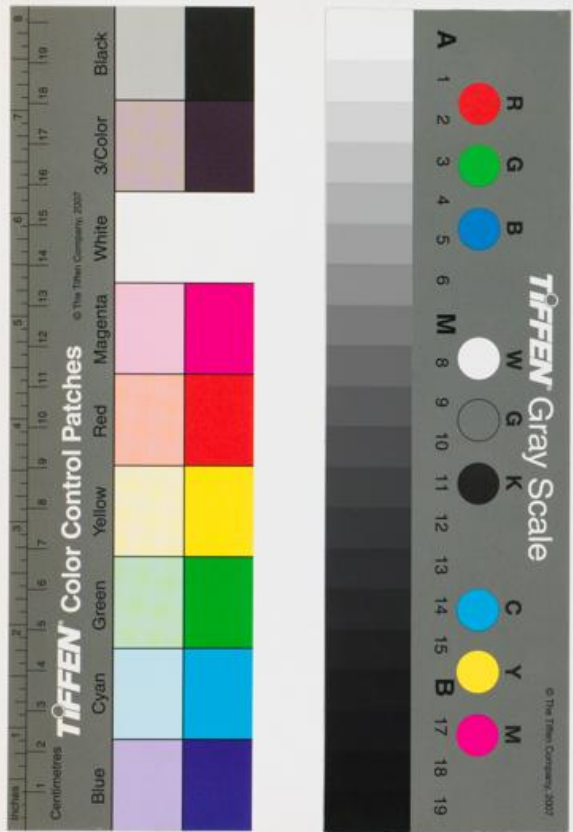 Inches 1 2 3 4 5 6 7 8
Centimetres 1 2 3 4 5 6 7 8 9 10 11 12 13 14 15 16 17 18 19
TIFFEN® Color Control Patches © The Tiffen Company, 2007
Blue Cyan Green Yellow Red Magenta White 3/Color Black
TIFFEN® Gray Scale © The Tiffen Company, 2007
R G B W G K C Y M
A 1 2 3 4 5 6 M 8 9 10 11 12 13 14 15 B 17 18 19